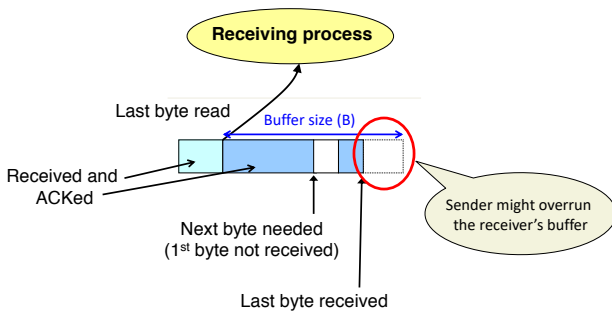 Receiving process
Last byte read
Buffer size (B)
Received and
ACKed
Next byte needed
(1st byte not received)
Sender might overrun
the receiver's buffer
Last byte received